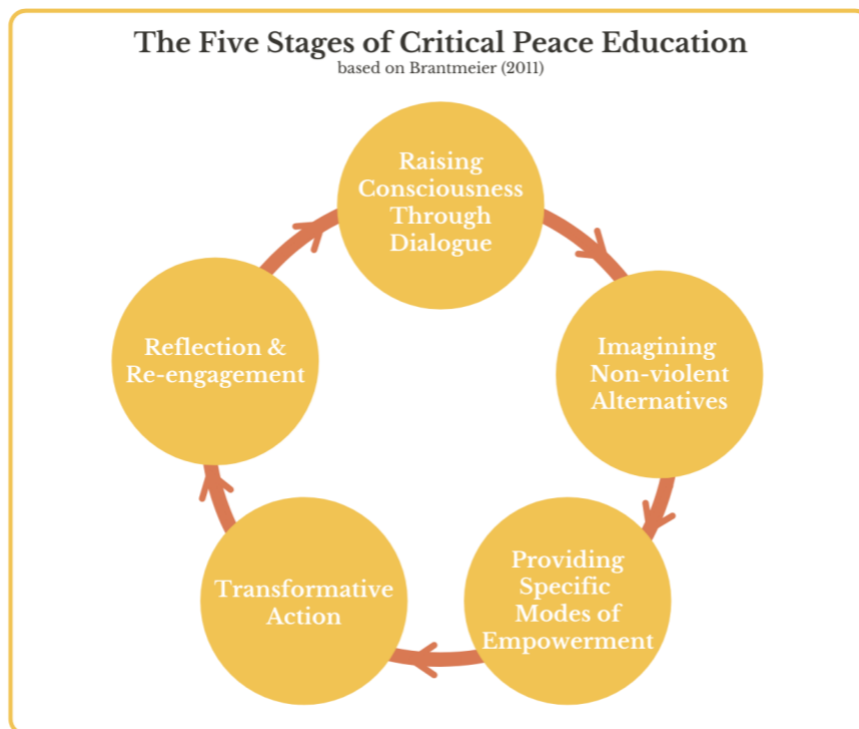 The Five Stages of Critical Peace Education
based on Brantmeier (2011)
Raising
Consciousness
Through
Dialogue
Imagining
Non-violent
Alternatives
Providing
Specific
Modes of
Empowerment
Transformative
Action
Reflection &
Re-engagement